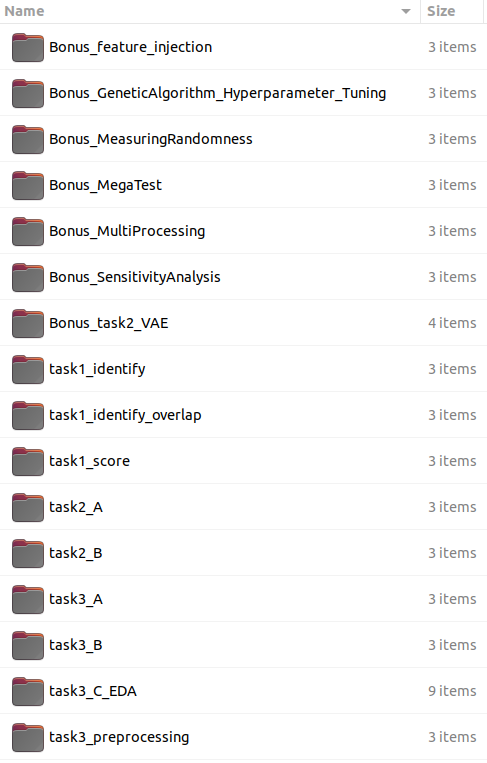 Name Size
Bonus_feature_injection 3 items
Bonus_GeneticAlgorithm_Hyperparameter_Tuning 3 items
Bonus_MeasuringRandomness 3 items
Bonus_MegaTest 3 items
Bonus_MultiProcessing 3 items
Bonus_SensitivityAnalysis 3 items
Bonus_task2_VAE 4 items
task1_identify 3 items
task1_identify_overlap 3 items
task1_score 3 items
task2_A 3 items
task2_B 3 items
task3_A 3 items
task3_B 3 items
task3_C_EDA 9 items
task3_preprocessing 3 items